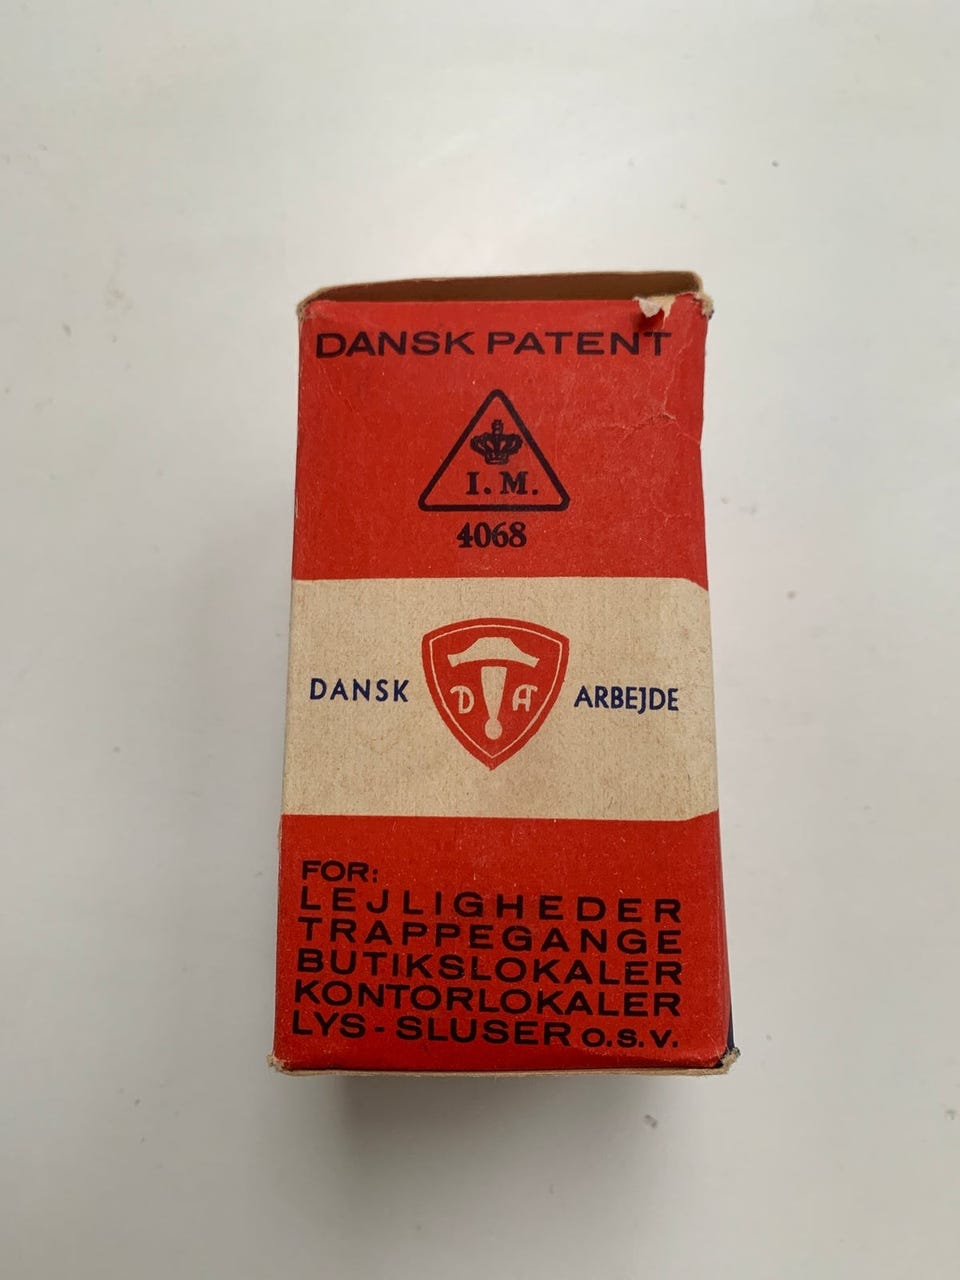 DANSK PATENT
I. M.
4068
DANSK D A ARBEJDE
FOR:
LEJLIGHEDER
TRAPPEGANGE
BUTIKSLOKALER
KONTORLOKALER
LYS - SLUSER O.S.V.